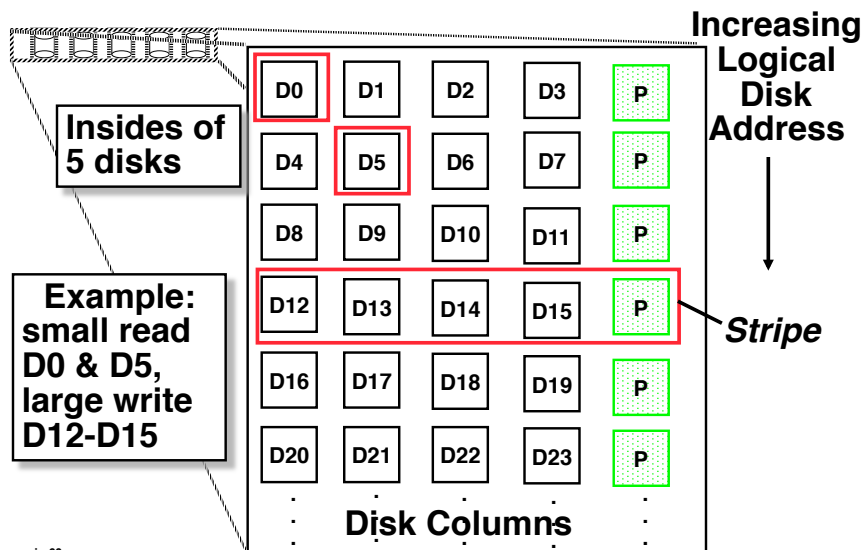 Increasing
Logical
Disk
Address
Insides of
5 disks
D0 D1 D2 D3 P
D4 D5 D6 D7 P
D8 D9 D10 D11 P
D12 D13 D14 D15 P
Stripe
D16 D17 D18 D19 P
D20 D21 D22 D23 P
Example:
small read
D0 & D5,
large write
D12-D15
Disk Columns